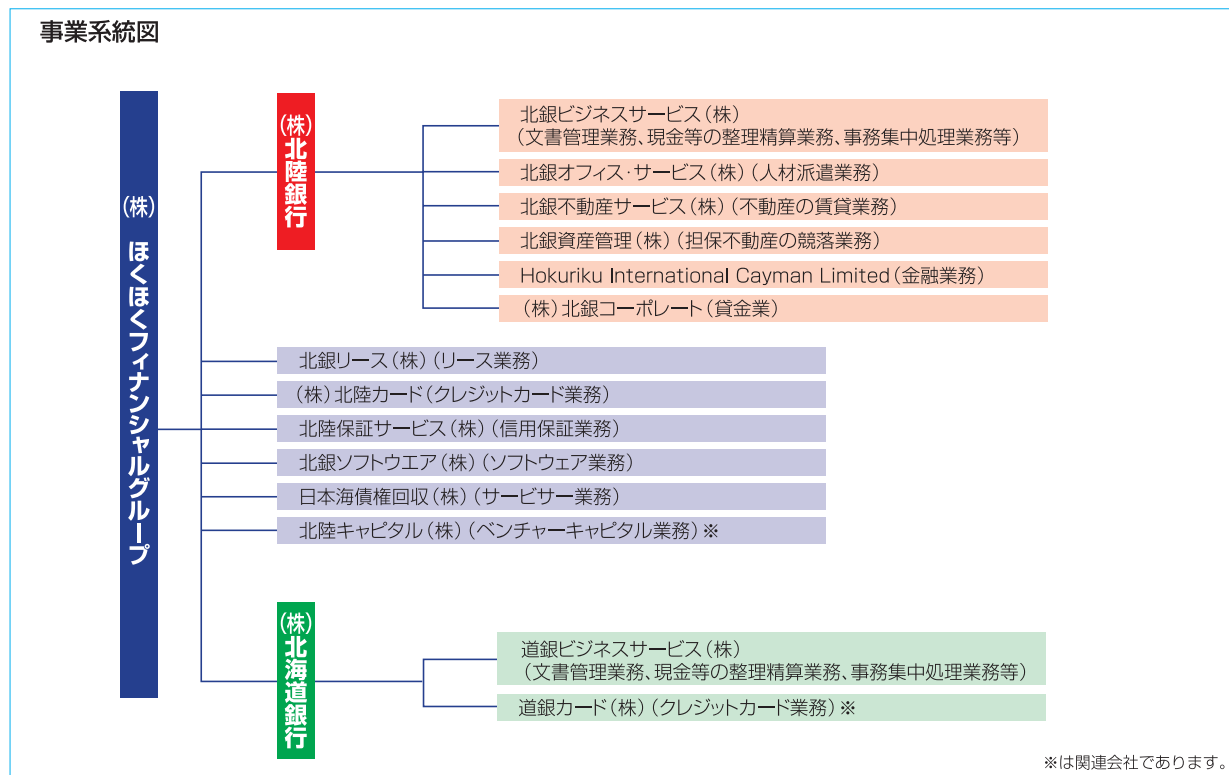 事業系統図
(株) ほくほくフィナンシャルグループ
(株)北陸銀行
北銀ビジネスサービス(株)
(文書管理業務、現金等の整理精算業務、事務集中処理業務等)
北銀オフィス・サービス(株)(人材派遣業務)
北銀不動産サービス(株)(不動産の賃貸業務)
北銀資産管理(株)(担保不動産の競落業務)
Hokuriku International Cayman Limited(金融業務)
(株)北銀コーポレート(貸金業)
北銀リース(株)(リース業務)
(株)北陸カード(クレジットカード業務)
北陸保証サービス(株)(信用保証業務)
北銀ソフトウエア(株)(ソフトウェア業務)
日本海債権回収(株)(サービサー業務)
北陸キャピタル(株)(ベンチャーキャピタル業務)※
(株)北海道銀行
道銀ビジネスサービス(株)
(文書管理業務、現金等の整理精算業務、事務集中処理業務等)
道銀カード(株)(クレジットカード業務)※
※は関連会社であります。